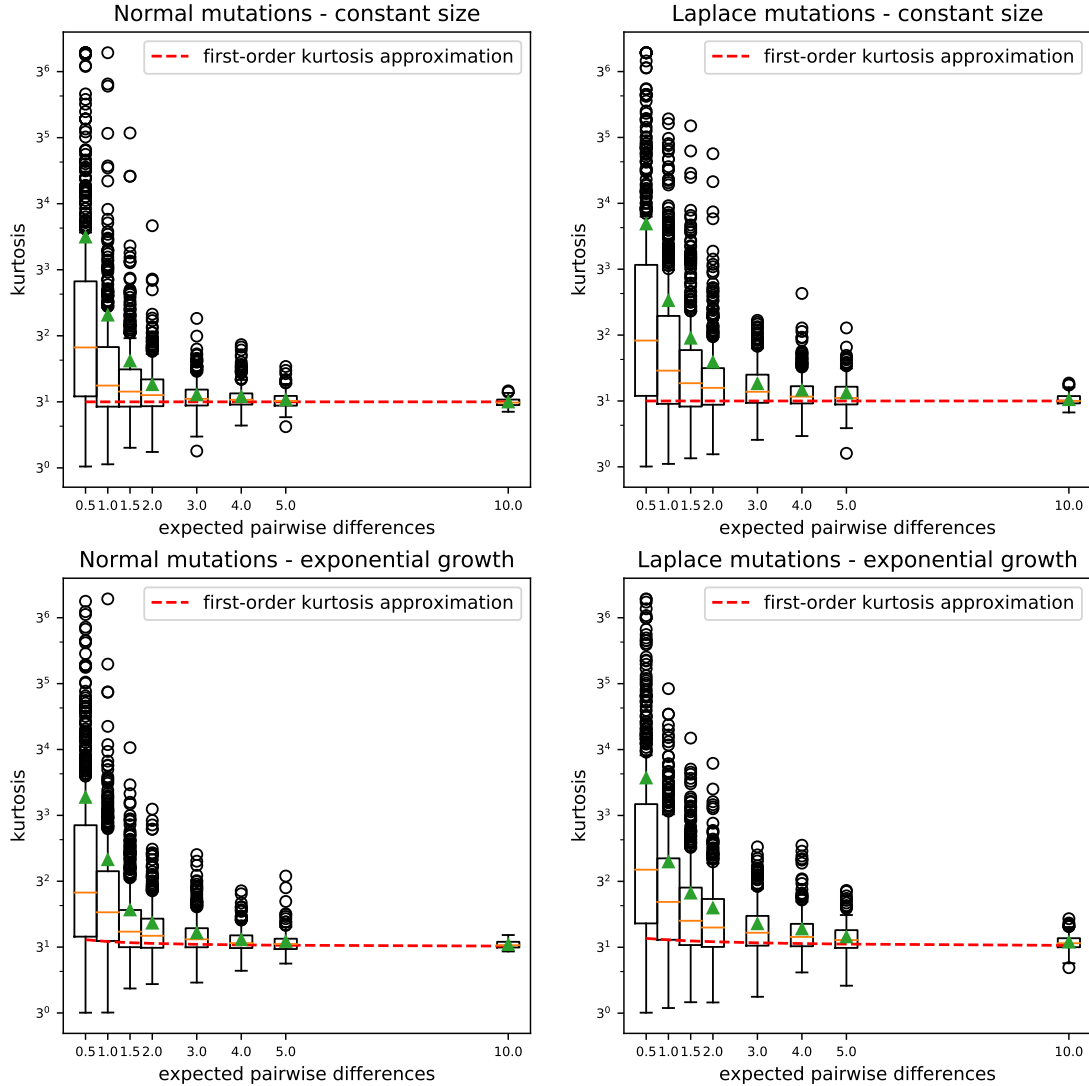 Normal mutations - constant size
first-order kurtosis approximation
kurtosis
3^6
3^5
3^4
3^3
3^2
3^1
3^0
0.5 1.0 1.5 2.0 3.0 4.0 5.0 10.0
expected pairwise differences
Laplace mutations - constant size
first-order kurtosis approximation
kurtosis
3^6
3^5
3^4
3^3
3^2
3^1
3^0
0.5 1.0 1.5 2.0 3.0 4.0 5.0 10.0
expected pairwise differences
Normal mutations - exponential growth
first-order kurtosis approximation
kurtosis
3^6
3^5
3^4
3^3
3^2
3^1
3^0
0.5 1.0 1.5 2.0 3.0 4.0 5.0 10.0
expected pairwise differences
Laplace mutations - exponential growth
first-order kurtosis approximation
kurtosis
3^6
3^5
3^4
3^3
3^2
3^1
3^0
0.5 1.0 1.5 2.0 3.0 4.0 5.0 10.0
expected pairwise differences